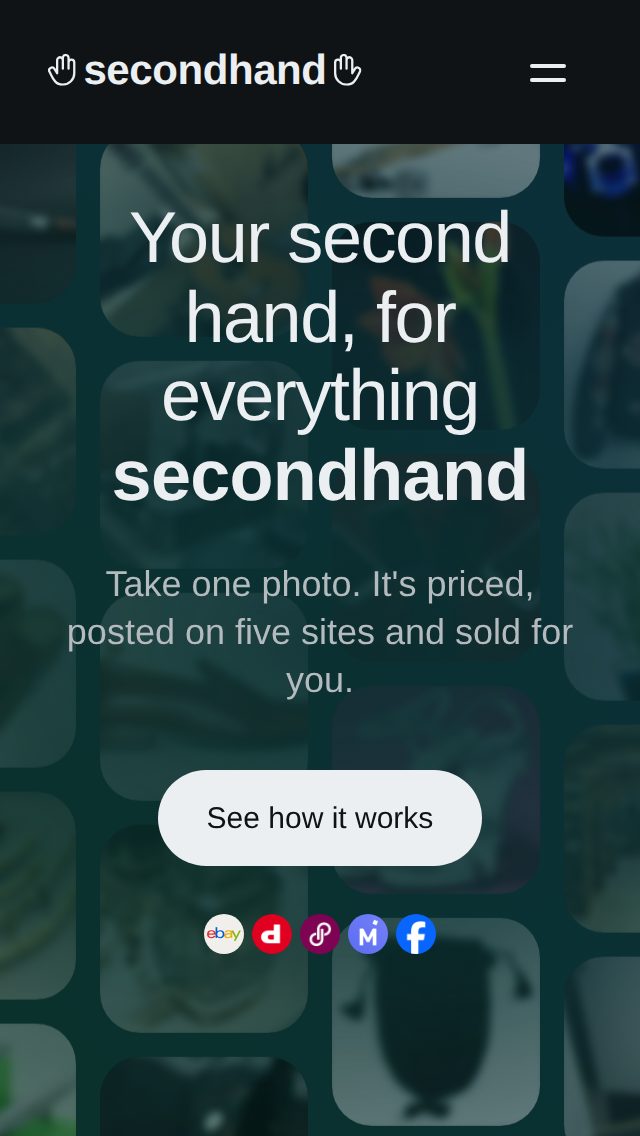 secondhand
Your second
hand, for
everything
secondhand
Take one photo. It's priced,
posted on five sites and sold for
you.
See how it works
ebay